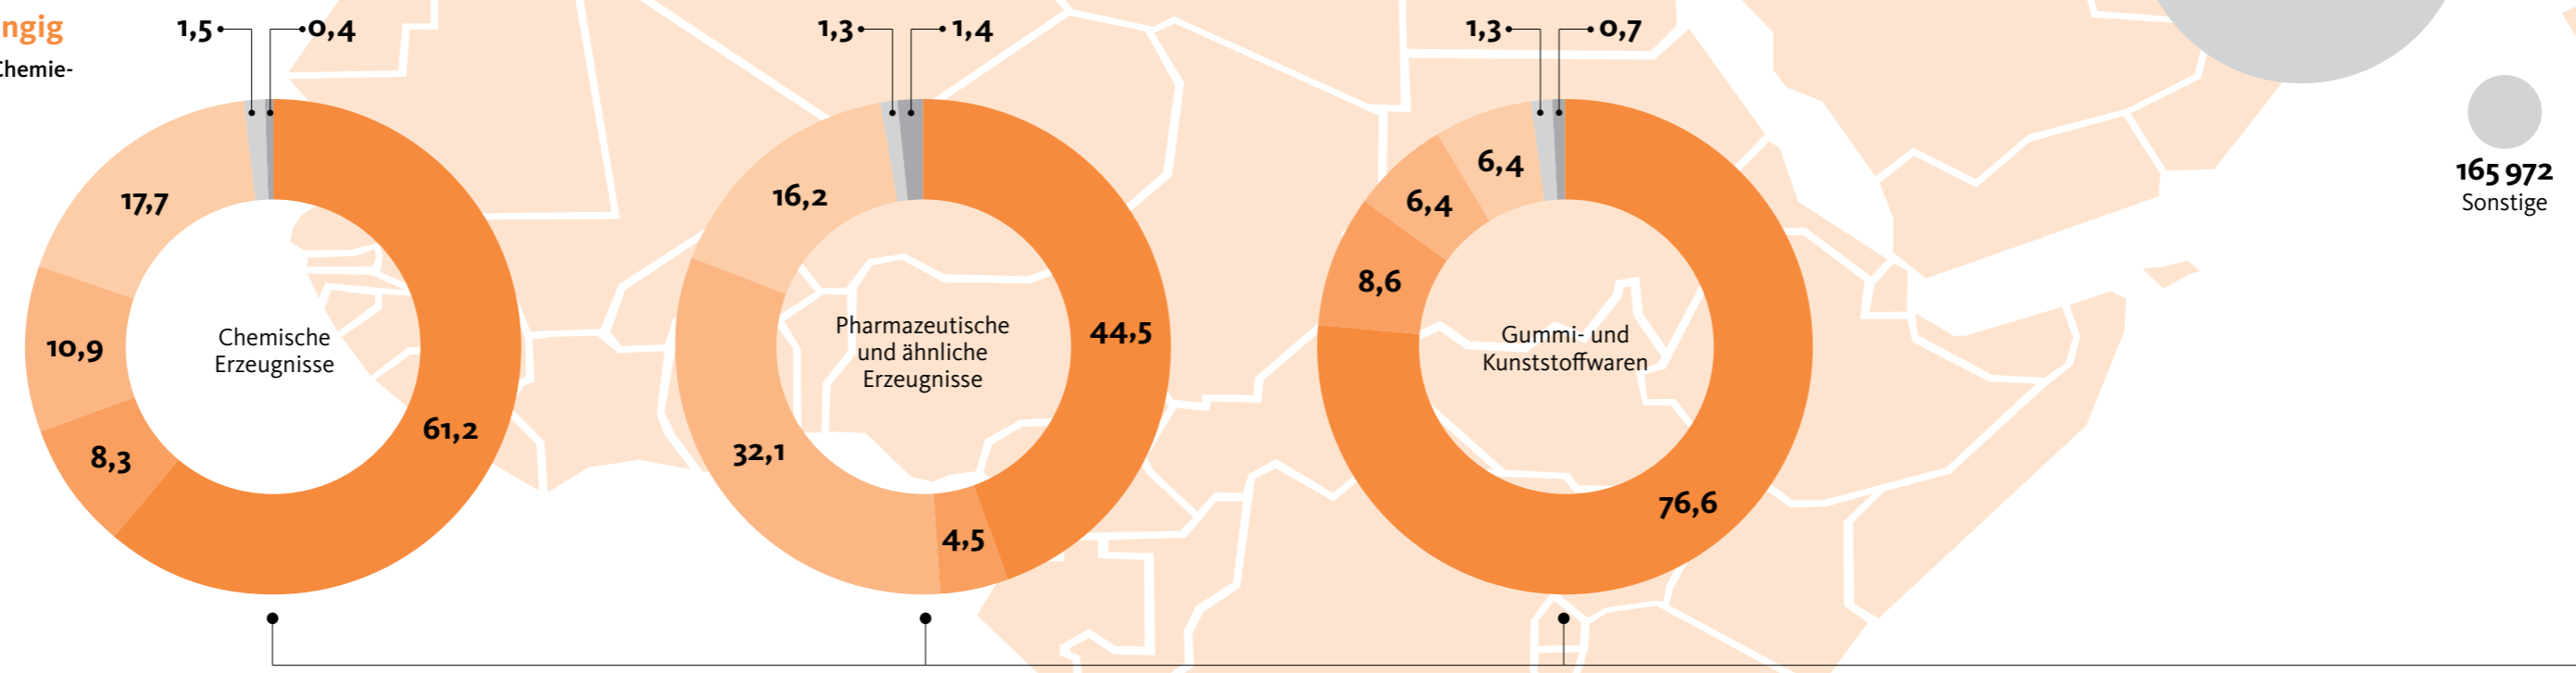 ngig
Chemie-
1,5
0,4
17,7
10,9
8,3
61,2
Chemische
Erzeugnisse
1,3
1,4
16,2
32,1
4,5
44,5
Pharmazeutische
und ähnliche
Erzeugnisse
1,3
0,7
6,4
6,4
8,6
76,6
Gummi- und
Kunststoffwaren
165 972
Sonstige